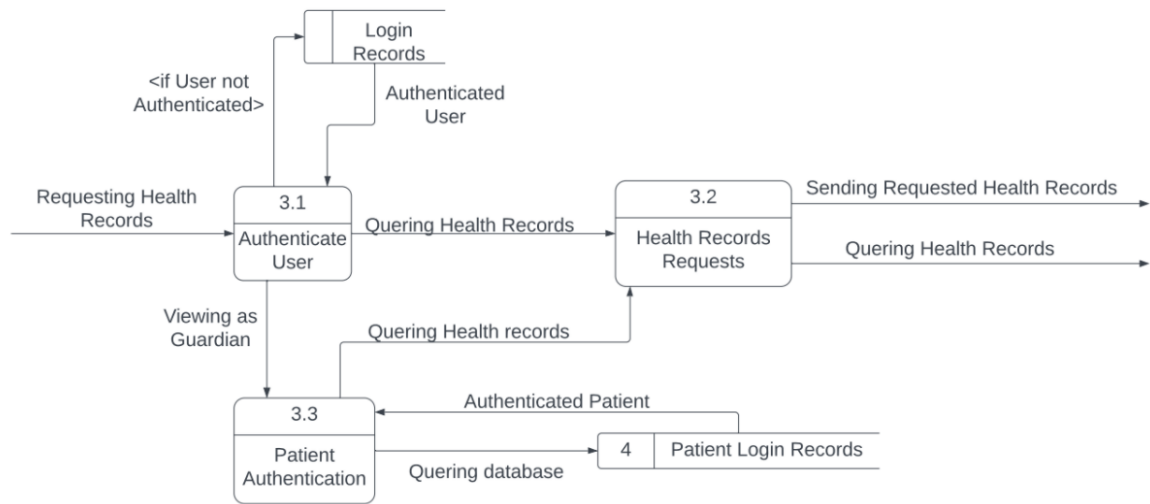 Login
Records
<if User not
Authenticated>
Authenticated
User
Requesting Health
Records
3.1
Authenticate
User
Quering Health Records
3.2
Health Records
Requests
Sending Requested Health Records
Quering Health Records
Viewing as
Guardian
Quering Health records
3.3
Patient
Authentication
Authenticated Patient
Quering database
4
Patient Login Records